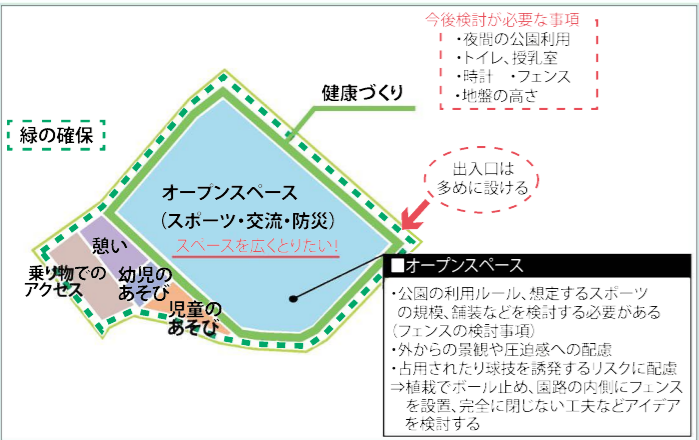 今後検討が必要な事項
・夜間の公園利用
・トイレ、授乳室
・時計　・フェンス
・地盤の高さ
健康づくり
緑の確保
出入口は
多めに設ける
オープンスペース
（スポーツ・交流・防災）
スペースを広くとりたい！
憩い
乗り物での
アクセス
幼児の
あそび
児童の
あそび
■オープンスペース
・公園の利用ルール、想定するスポーツ
の規模、舗装などを検討する必要がある
（フェンスの検討事項）
・外からの景観や圧迫感への配慮
・占用されたり球技を誘発するリスクに配慮
⇒植栽でボール止め、園路の内側にフェンス
を設置、完全に閉じない工夫などアイデア
を検討する